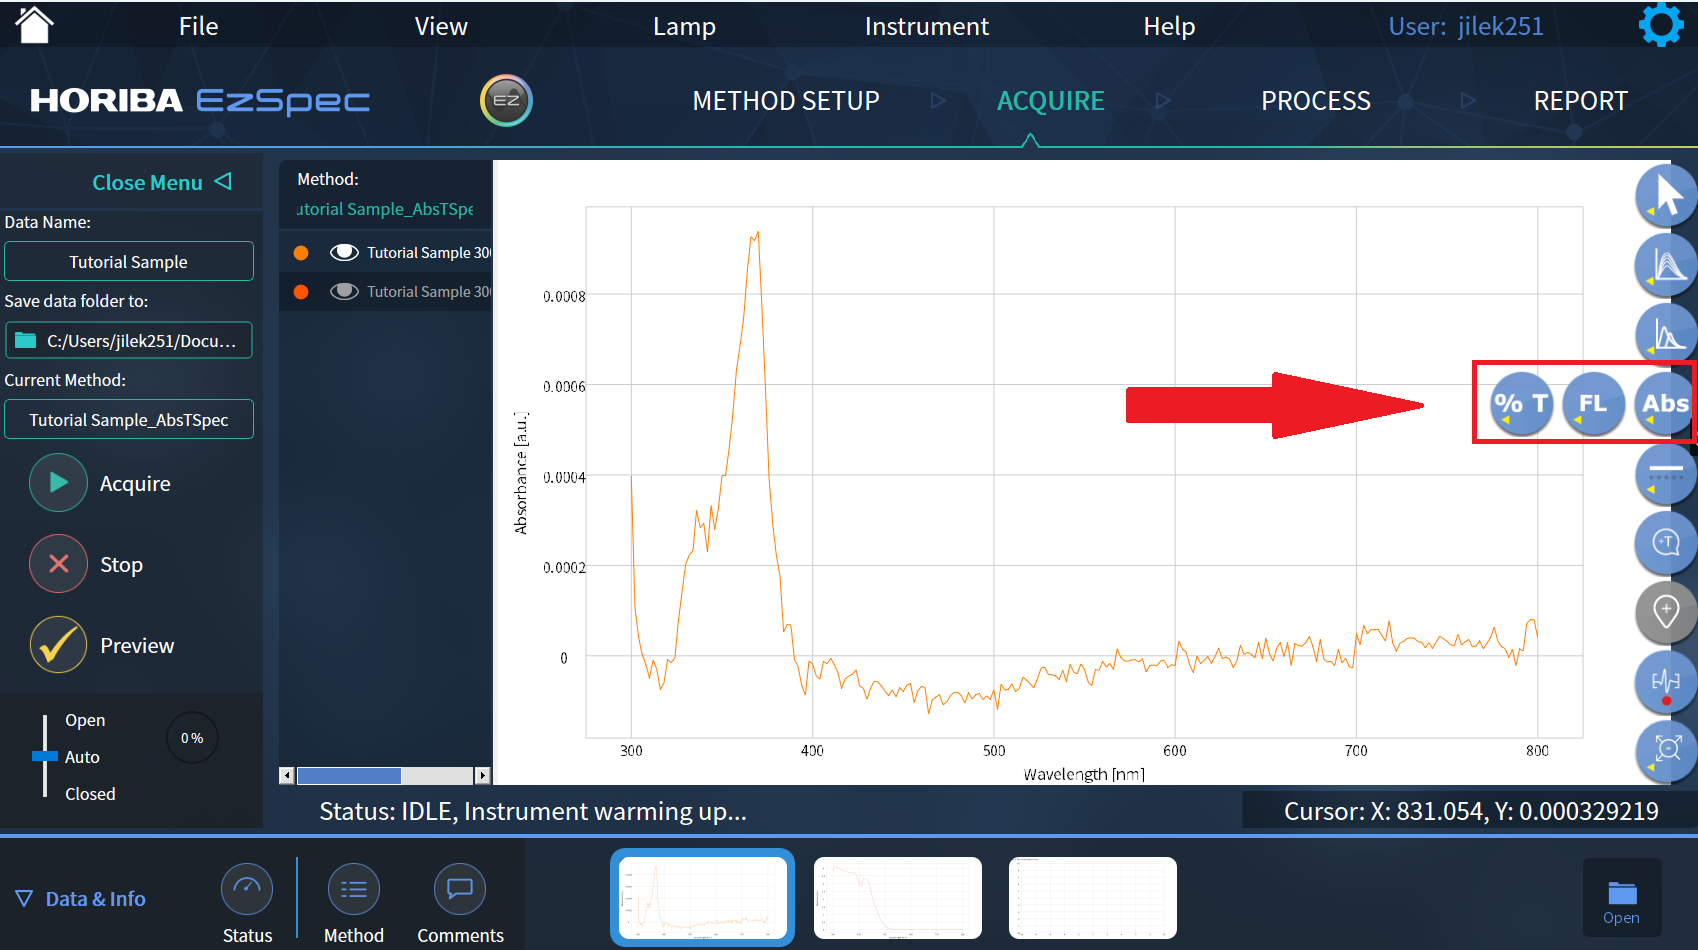 File View Lamp Instrument Help User: jilek251
HORIBA EzSpec EZ METHOD SETUP ACQUIRE PROCESS REPORT
Close Menu
Data Name:
Tutorial Sample
Save data folder to:
C:/Users/jilek251/Docu...
Current Method:
Tutorial Sample_AbsTSpec
Acquire
Stop
Preview
Open
Auto
Closed
0 %
Method:
utorial Sample_AbsTSpe
Tutorial Sample 300
Tutorial Sample 300
Absorbance [a.u.]
0.0008
0.0006
0.0004
0.0002
0
300 400 500 600 700 800
Wavelength [nm]
% T FL Abs
+T
Status: IDLE, Instrument warming up...
Cursor: X: 831.054, Y: 0.000329219
Data & Info
Status
Method
Comments
Open